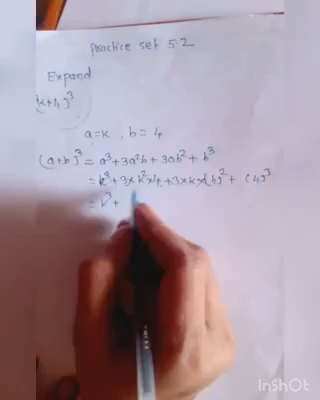 Practice set 5.2
Expand
(k+4)³
a=k , b= 4
(a+b)³ = a³+3a²b + 3ab² + b³
= k³+3×k²×4+3×k×(4)² + (4)³
= k³ +
InShOt